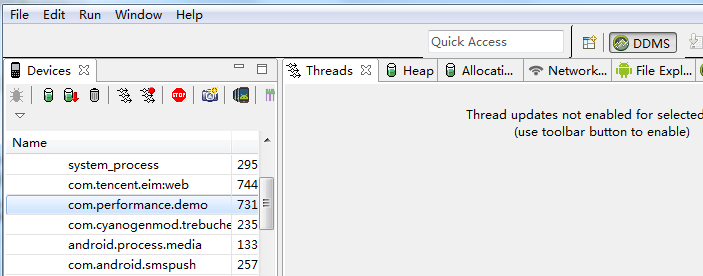 File Edit Run Window Help
Quick Access
DDMS
Devices
Threads Heap Allocati... Network... File Expl...
STOP
Name
system_process 295
com.tencent.eim:web 744
com.performance.demo 731
com.cyanogenmod.trebuche 235
android.process.media 133
com.android.smspush 257
Thread updates not enabled for selected
(use toolbar button to enable)